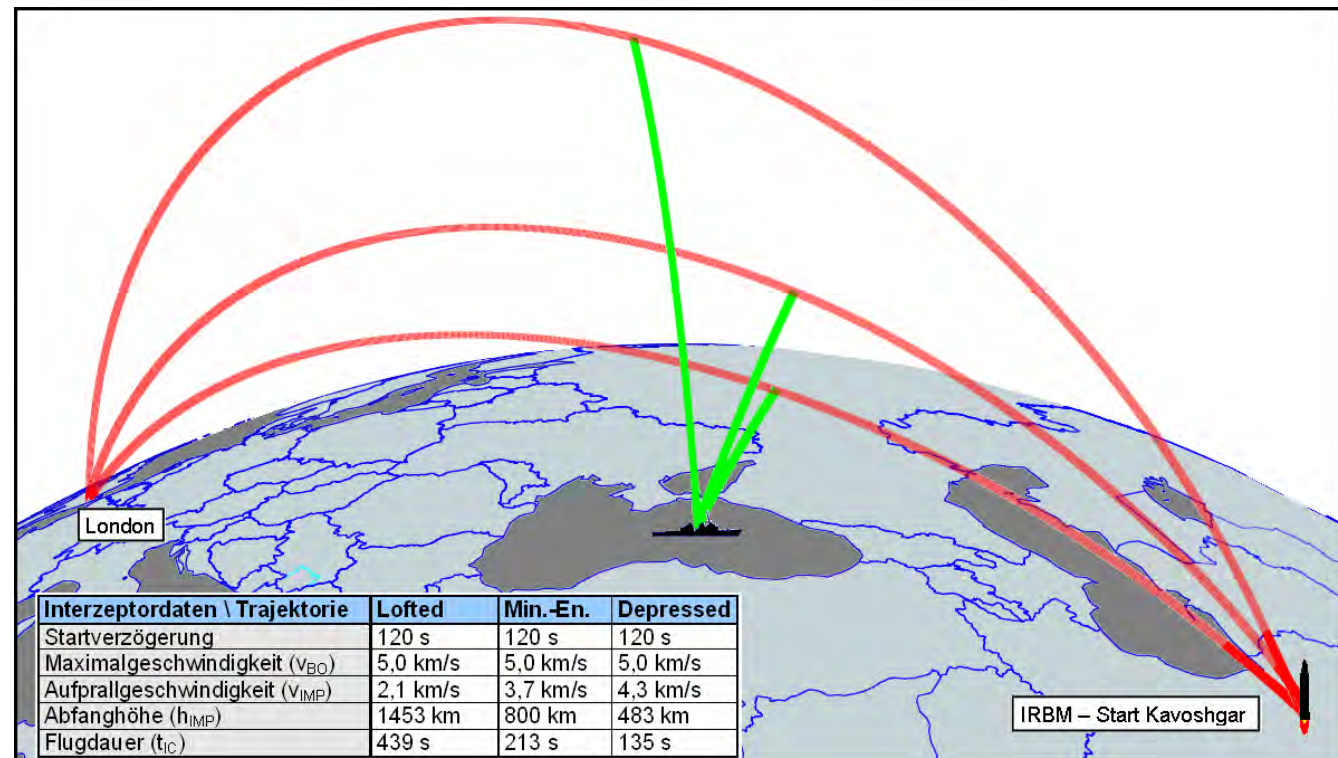 London
IRBM – Start Kavoshgar
Interzeptordaten \ Trajektorie Lofted Min.-En. Depressed
Startverzögerung 120 s 120 s 120 s
Maximalgeschwindigkeit (vBO) 5,0 km/s 5,0 km/s 5,0 km/s
Aufprallgeschwindigkeit (vIMP) 2,1 km/s 3,7 km/s 4,3 km/s
Abfanghöhe (hIMP) 1453 km 800 km 483 km
Flugdauer (tIC) 439 s 213 s 135 s